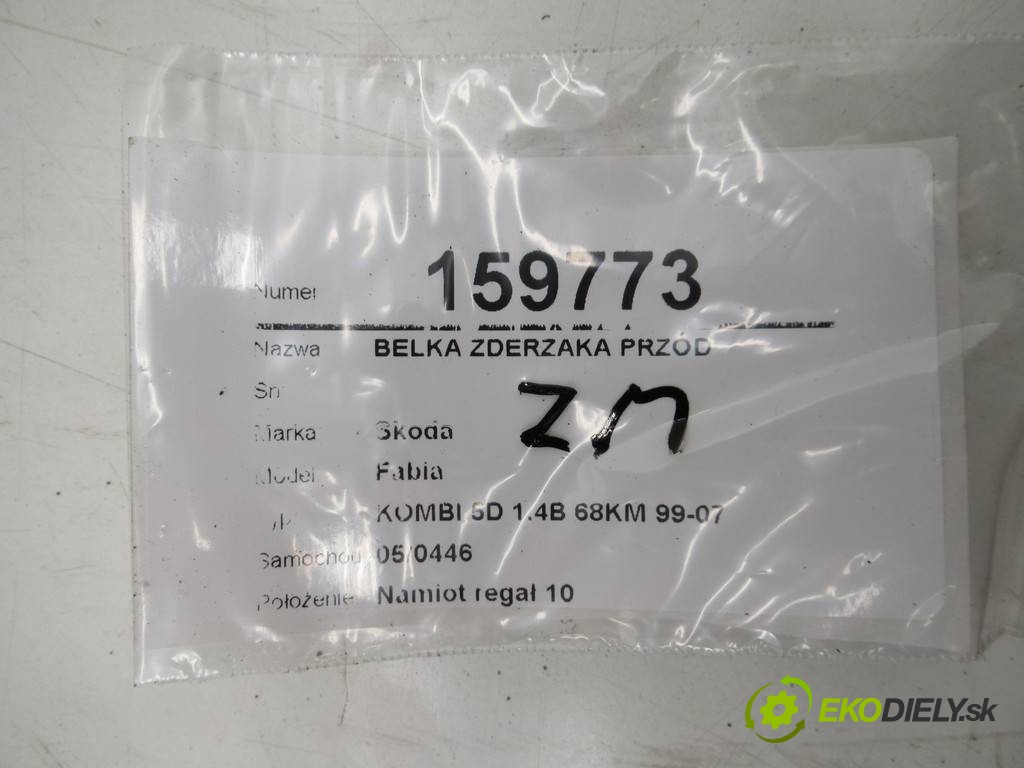 Numer 159773
Nazwa BELKA ZDERZAKA PRZÓD
Sn
Marka Skoda
Model Fabia
KOMBI 5D 1.4B 68KM 99-07
Samochód 05/0446
Położenie Namiot regał 10
ZM
EKODIELY.sk